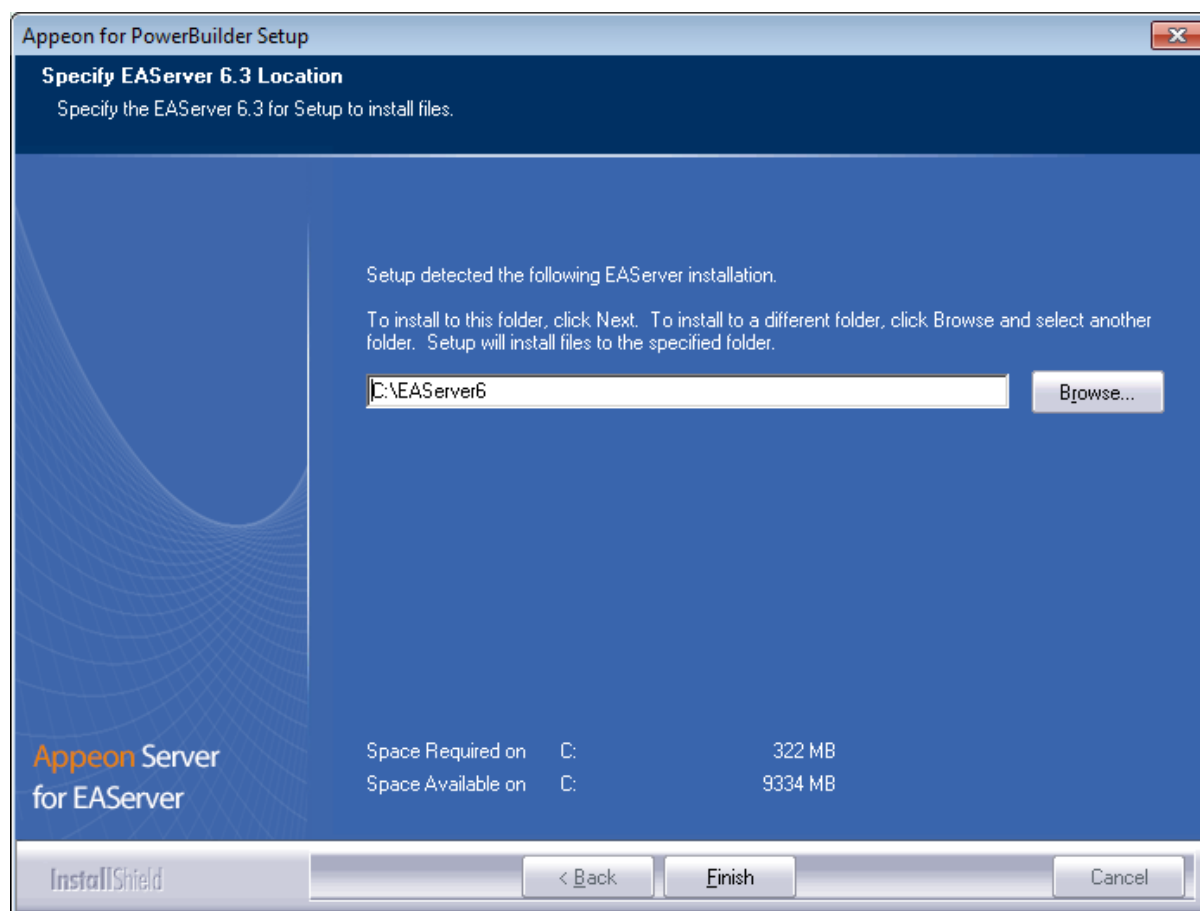 Appeon for PowerBuilder Setup
Specify EAServer 6.3 Location
Specify the EAServer 6.3 for Setup to install files.
Setup detected the following EAServer installation.
To install to this folder, click Next. To install to a different folder, click Browse and select another
folder. Setup will install files to the specified folder.
C:\EAServer6
Browse...
Space Required on C: 322 MB
Space Available on C: 9334 MB
Appeon Server
for EAServer
InstallShield
< Back
Finish
Cancel